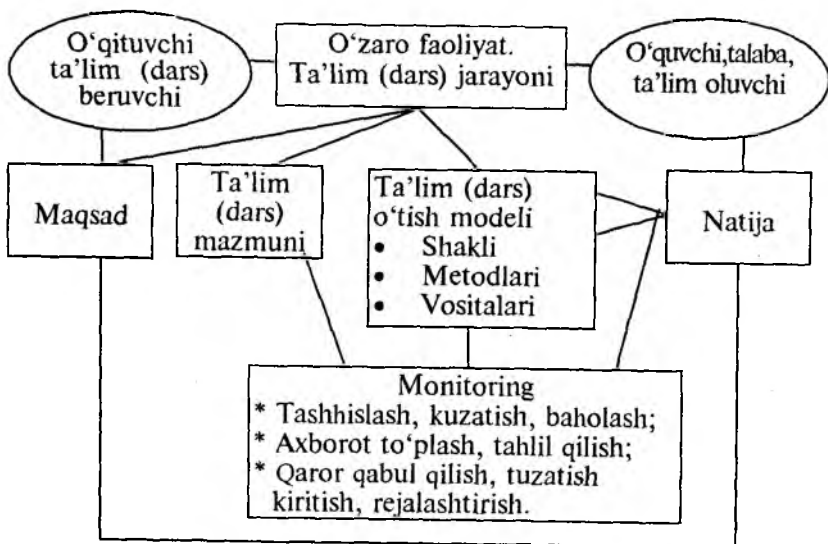 O‘qituvchi
ta’lim (dars)
beruvchi
O’zaro faoliyat.
Ta’lim (dars) jarayoni
O‘quvchi,talaba,
ta’lim oluvchi
Maqsad
Ta’lim
(dars)
mazmuni
Ta’lim (dars)
o‘tish modeli
• Shakli
• Metodlari
• Vositalari
Natija
Monitoring
* Tashhislash, kuzatish, baholash;
* Axborot to‘plash, tahlil qilish;
* Qaror qabul qilish, tuzatish
kiritish, rejalashtirish.